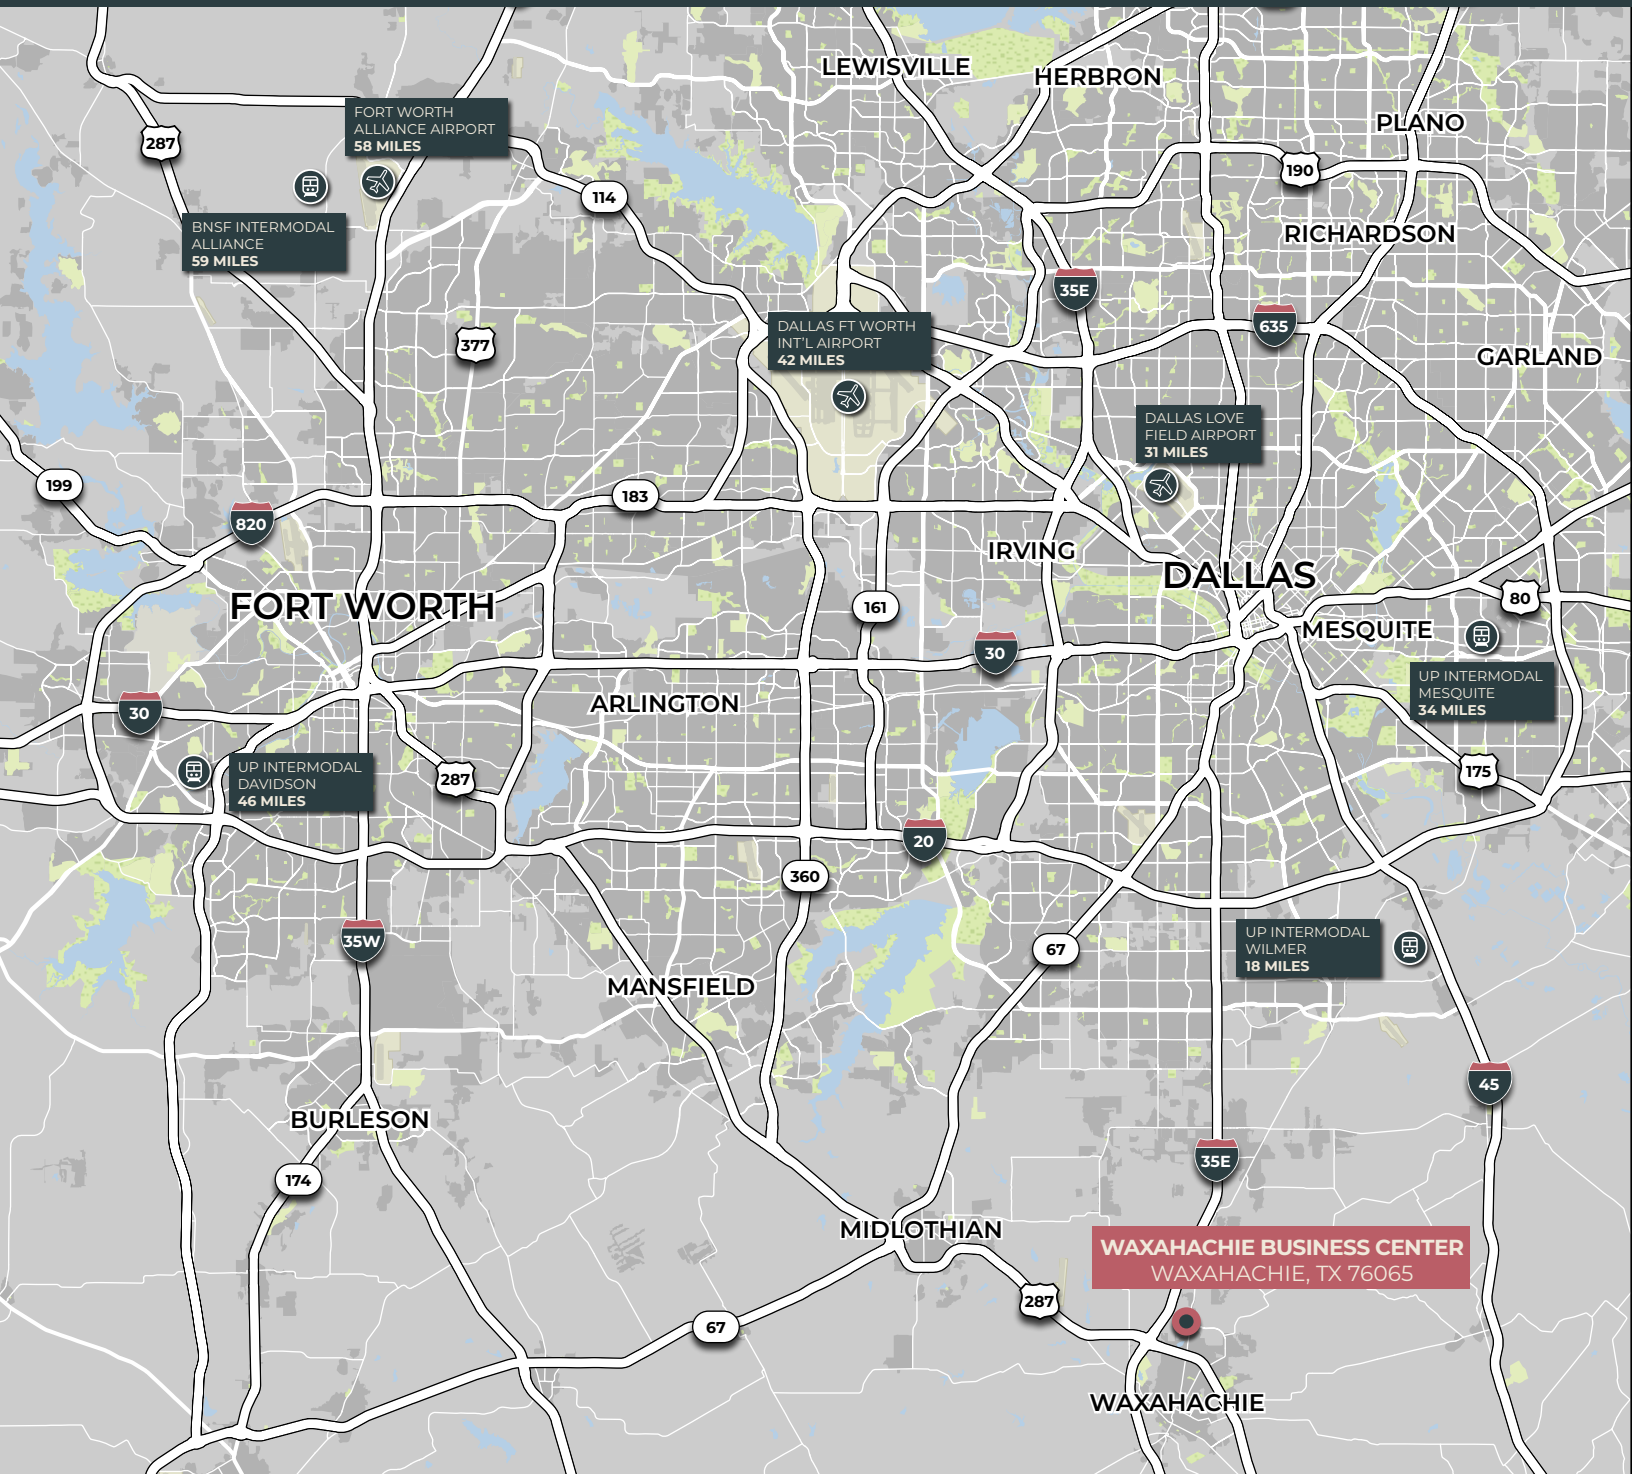 LEWISVILLE
HERBRON
PLANO
FORT WORTH
ALLIANCE AIRPORT
58 MILES
287
190
114
BNSF INTERMODAL
ALLIANCE
59 MILES
RICHARDSON
35E
377
DALLAS FT WORTH
INT'L AIRPORT
42 MILES
635
GARLAND
DALLAS LOVE
FIELD AIRPORT
31 MILES
199
820
183
IRVING
DALLAS
FORT WORTH
161
80
MESQUITE
30
UP INTERMODAL
MESQUITE
34 MILES
30
ARLINGTON
UP INTERMODAL
DAVIDSON
46 MILES
287
175
20
360
35W
67
UP INTERMODAL
WILMER
18 MILES
MANSFIELD
45
BURLESON
35E
174
MIDLOTHIAN
WAXAHACHIE BUSINESS CENTER
WAXAHACHIE, TX 76065
287
67
WAXAHACHIE